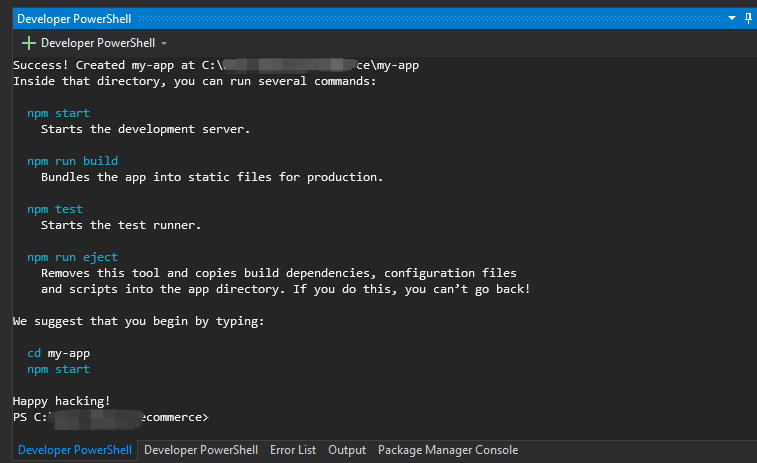 Developer PowerShell
Developer PowerShell
Success! Created my-app at C:\ ce\my-app
Inside that directory, you can run several commands:
npm start
Starts the development server.
npm run build
Bundles the app into static files for production.
npm test
Starts the test runner.
npm run eject
Removes this tool and copies build dependencies, configuration files
and scripts into the app directory. If you do this, you can’t go back!
We suggest that you begin by typing:
cd my-app
npm start
Happy hacking!
PS C: ecommerce>
Developer PowerShell Developer PowerShell Error List Output Package Manager Console